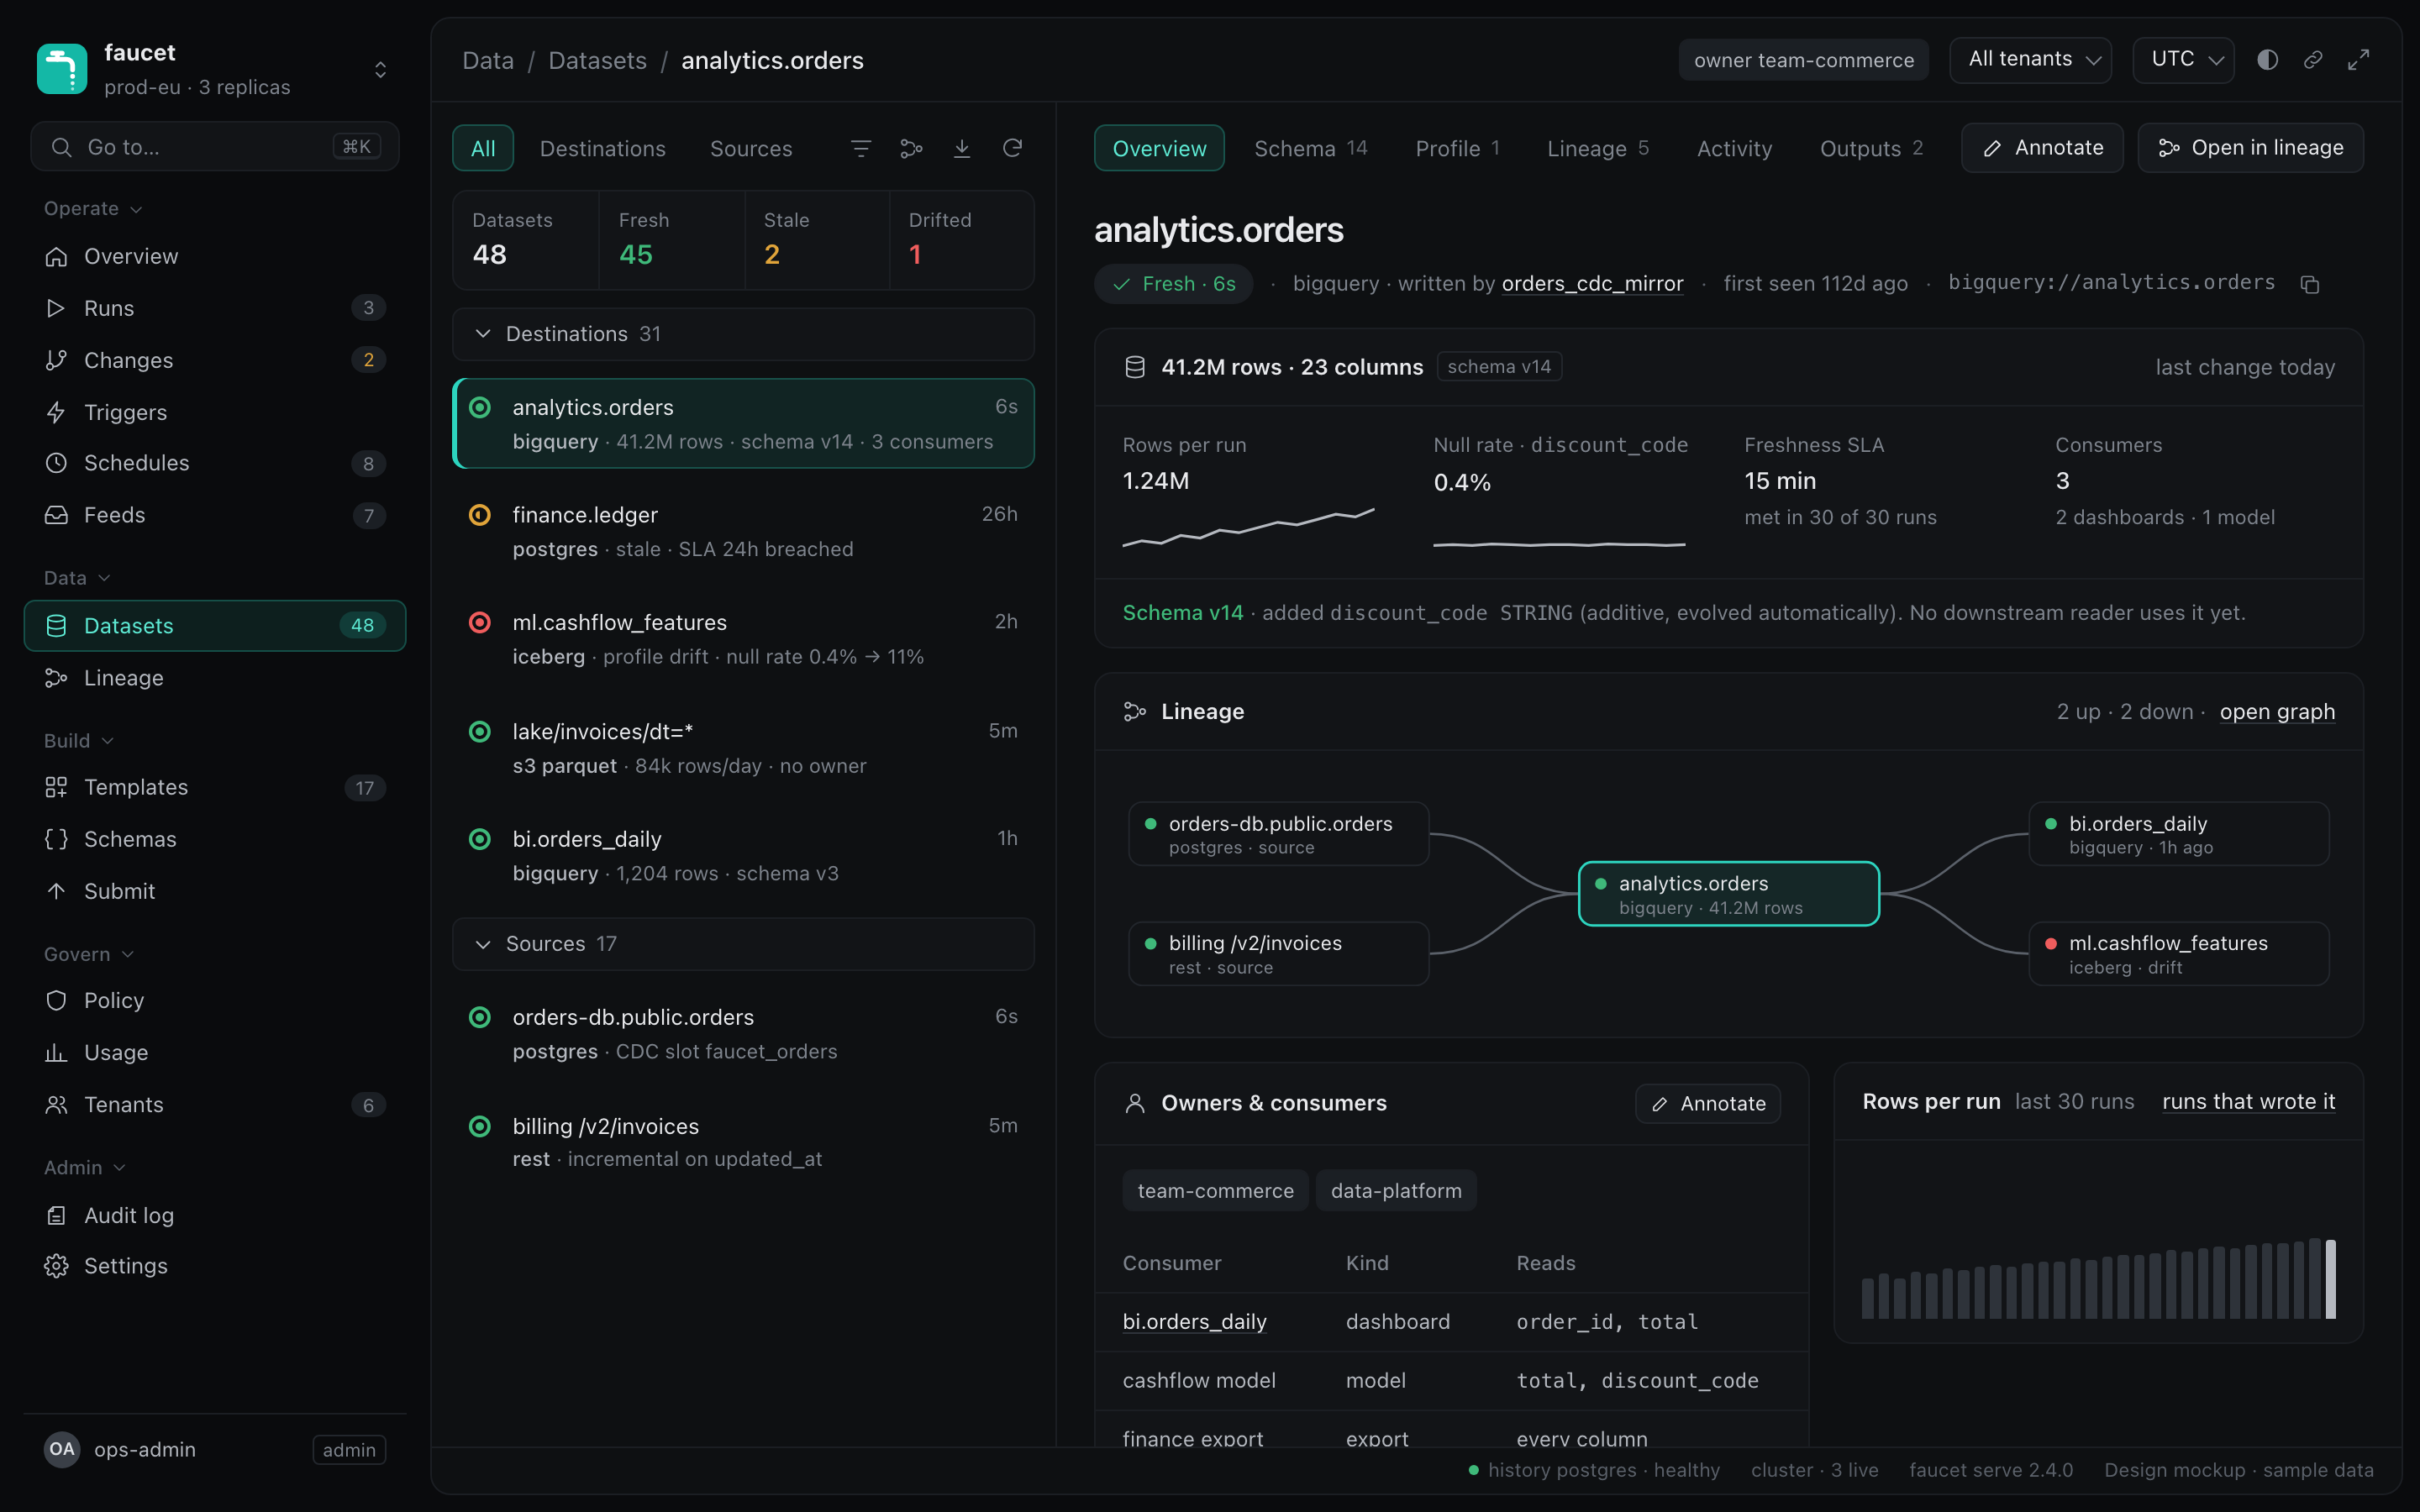 faucet
prod-eu · 3 replicas
Go to...
⌘K
Operate
Overview
Runs 3
Changes 2
Triggers
Schedules 8
Feeds 7
Data
Datasets 48
Lineage
Build
Templates 17
Schemas
Submit
Govern
Policy
Usage
Tenants 6
Admin
Audit log
Settings
OA ops-admin admin
Data / Datasets / analytics.orders
owner team-commerce
All tenants
UTC
All Destinations Sources
Datasets Fresh Stale Drifted
48 45 2 1
Destinations 31
analytics.orders 6s
bigquery · 41.2M rows · schema v14 · 3 consumers
finance.ledger 26h
postgres · stale · SLA 24h breached
ml.cashflow_features 2h
iceberg · profile drift · null rate 0.4% → 11%
lake/invoices/dt=* 5m
s3 parquet · 84k rows/day · no owner
bi.orders_daily 1h
bigquery · 1,204 rows · schema v3
Sources 17
orders-db.public.orders 6s
postgres · CDC slot faucet_orders
billing /v2/invoices 5m
rest · incremental on updated_at
Overview Schema 14 Profile 1 Lineage 5 Activity Outputs 2 Annotate Open in lineage
analytics.orders
Fresh · 6s · bigquery · written by orders_cdc_mirror · first seen 112d ago · bigquery://analytics.orders
41.2M rows · 23 columns schema v14 last change today
Rows per run Null rate · discount_code Freshness SLA Consumers
1.24M 0.4% 15 min 3
met in 30 of 30 runs 2 dashboards · 1 model
Schema v14 · added discount_code STRING (additive, evolved automatically). No downstream reader uses it yet.
Lineage 2 up · 2 down · open graph
orders-db.public.orders
postgres · source
billing /v2/invoices
rest · source
analytics.orders
bigquery · 41.2M rows
bi.orders_daily
bigquery · 1h ago
ml.cashflow_features
iceberg · drift
Owners & consumers Annotate
team-commerce data-platform
Consumer Kind Reads
bi.orders_daily dashboard order_id, total
cashflow model model total, discount_code
finance export export every column
Rows per run last 30 runs runs that wrote it
history postgres · healthy cluster · 3 live faucet serve 2.4.0 Design mockup · sample data